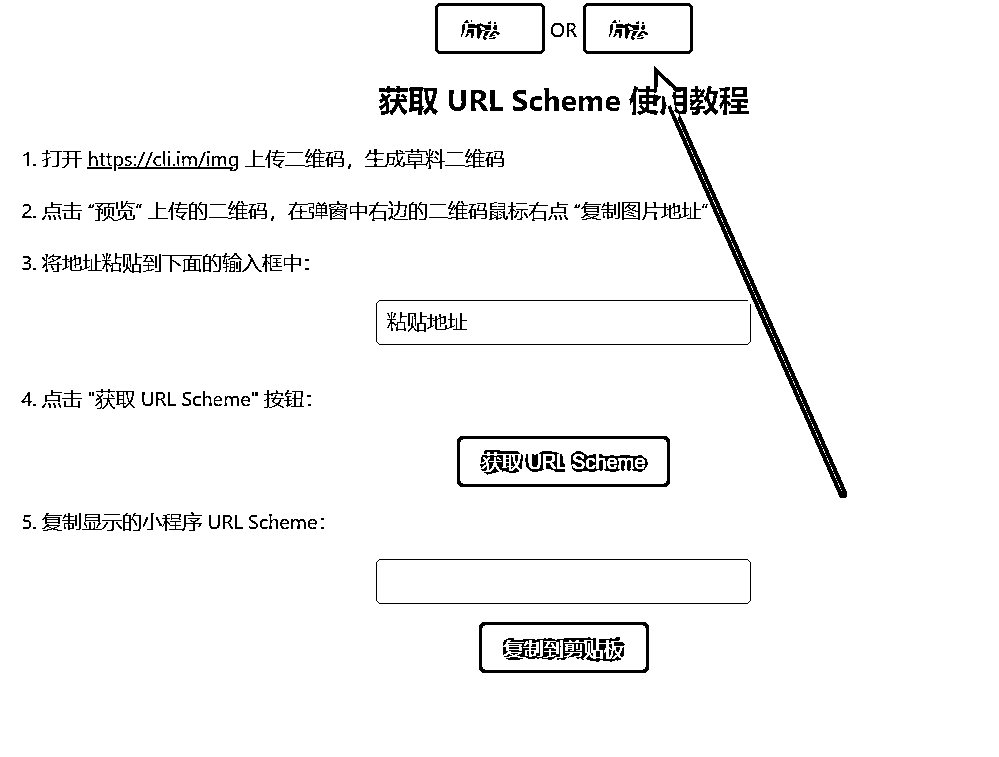 OR
获取 URL Scheme 使用教程
1. 打开 https://cli.im/img 上传二维码，生成草料二维码
2. 点击 “预览” 上传的二维码，在弹窗中右边的二维码鼠标右点 “复制图片地址”
3. 将地址粘贴到下面的输入框中：
粘贴地址
4. 点击 "获取 URL Scheme" 按钮：
获取 URL Scheme
5. 复制显示的小程序 URL Scheme：
复制到剪贴板